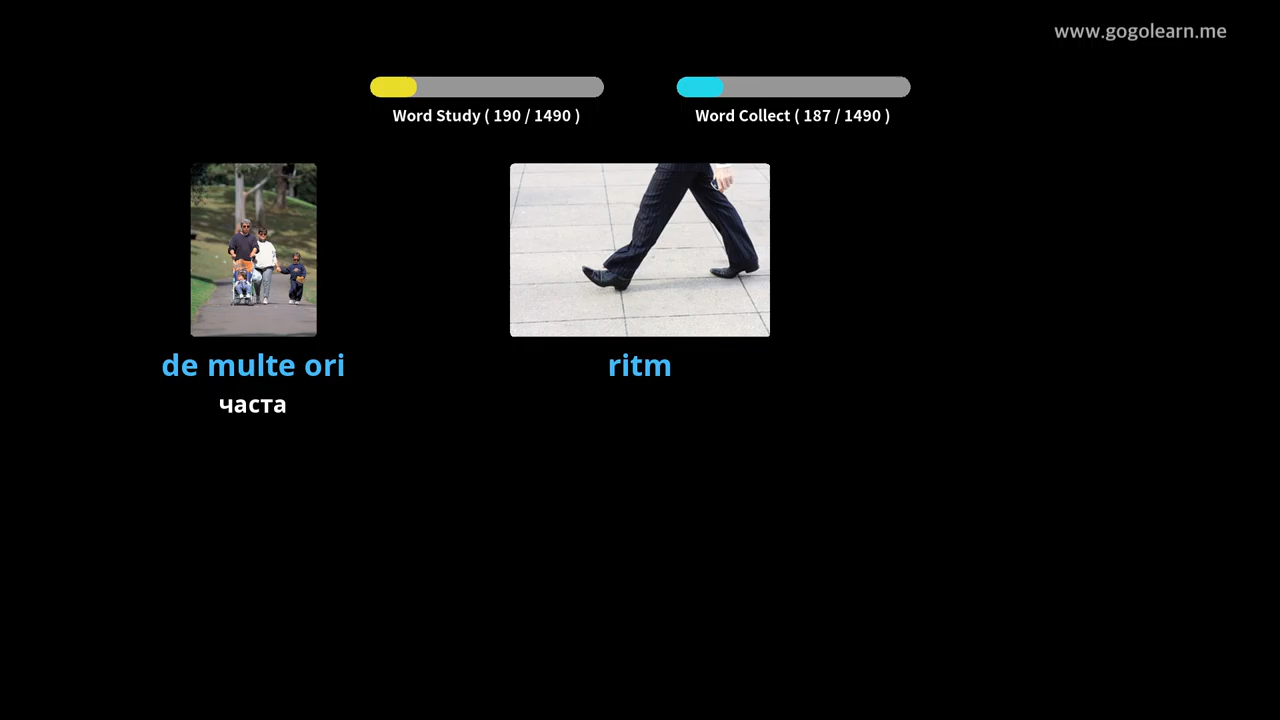 www.gogolearn.me
Word Study ( 190 / 1490 )
Word Collect ( 187 / 1490 )
de multe ori
ritm
часта